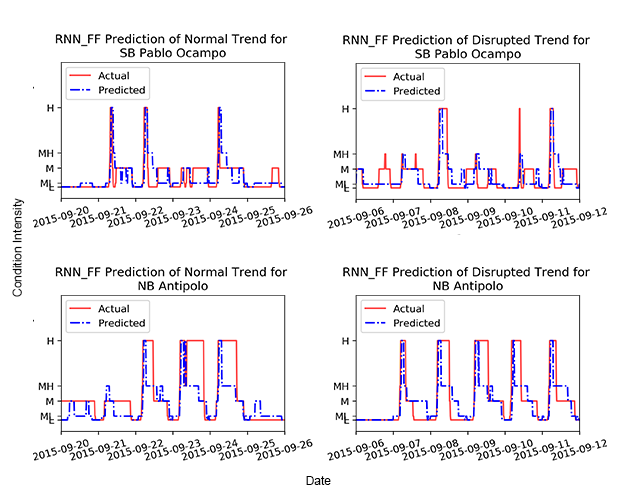 RNN_FF Prediction of Normal Trend for
SB Pablo Ocampo
Actual
Predicted
H
MH
M
ML
L
2015-09-20
2015-09-21
2015-09-22
2015-09-23
2015-09-24
2015-09-25
2015-09-26
RNN_FF Prediction of Disrupted Trend for
SB Pablo Ocampo
Actual
Predicted
H
MH
M
ML
L
2015-09-06
2015-09-07
2015-09-08
2015-09-09
2015-09-10
2015-09-11
2015-09-12
Condition Intensity
RNN_FF Prediction of Normal Trend for
NB Antipolo
Actual
Predicted
H
MH
M
ML
L
2015-09-20
2015-09-21
2015-09-22
2015-09-23
2015-09-24
2015-09-25
2015-09-26
RNN_FF Prediction of Disrupted Trend for
NB Antipolo
Actual
Predicted
H
MH
M
ML
L
2015-09-06
2015-09-07
2015-09-08
2015-09-09
2015-09-10
2015-09-11
2015-09-12
Date